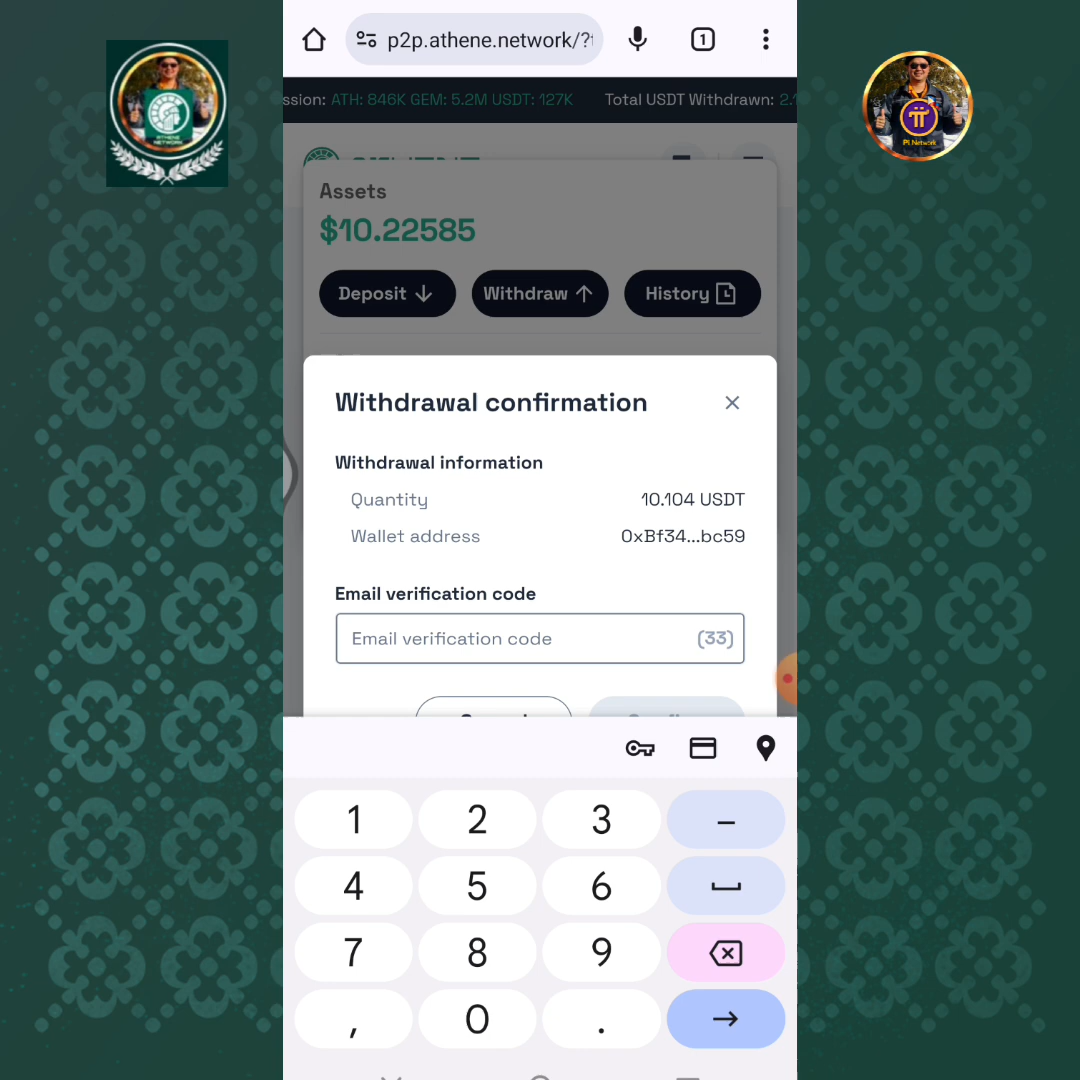 p2p.athene.network/?
1
ssion: ATH: 846K GEM: 5.2M USDT: 127K Total USDT Withdrawn: 2.1
Assets
$10.22585
Deposit
Withdraw
History
Withdrawal confirmation
Withdrawal information
Quantity 10.104 USDT
Wallet address 0xBf34...bc59
Email verification code
Email verification code (33)
1 2 3 –
4 5 6
7 8 9
, 0 .
ATHENE
NETWORK
Pi Network